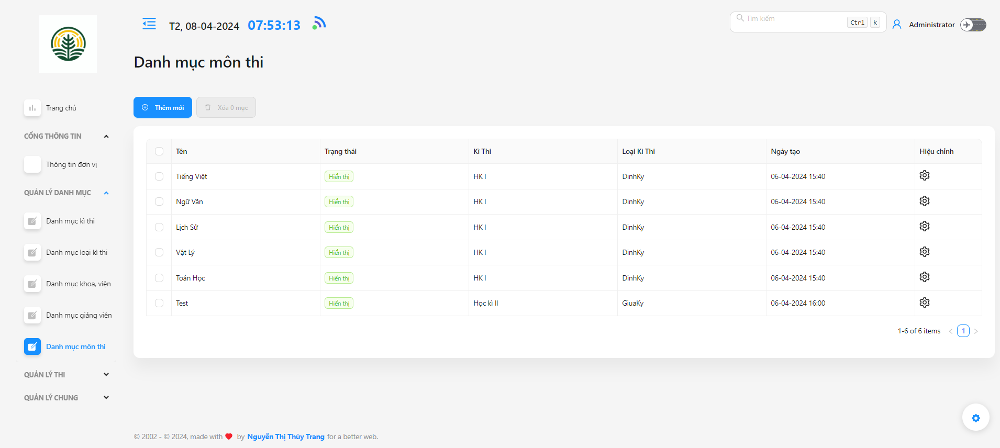 T2, 08-04-2024 07:53:13
Tìm kiếm Ctrl k
Administrator
Danh mục môn thi
Thêm mới
Xóa 0 mục
Trang chủ
CỔNG THÔNG TIN
Thông tin đơn vị
QUẢN LÝ DANH MỤC
Danh mục kì thi
Danh mục loại kì thi
Danh mục khoa, viện
Danh mục giảng viên
Danh mục môn thi
QUẢN LÝ THI
QUẢN LÝ CHUNG
Tên Trạng thái Kì Thi Loại Kì Thi Ngày tạo Hiệu chỉnh
Tiếng Việt Hiển thị HK I DinhKy 06-04-2024 15:40
Ngữ Văn Hiển thị HK I DinhKy 06-04-2024 15:40
Lịch Sử Hiển thị HK I DinhKy 06-04-2024 15:40
Vật Lý Hiển thị HK I DinhKy 06-04-2024 15:40
Toán Học Hiển thị HK I DinhKy 06-04-2024 15:40
Test Hiển thị Học kì II GiuaKy 06-04-2024 16:00
1-6 of 6 items < 1 >
© 2002 - © 2024, made with ❤ by Nguyễn Thị Thùy Trang for a better web.